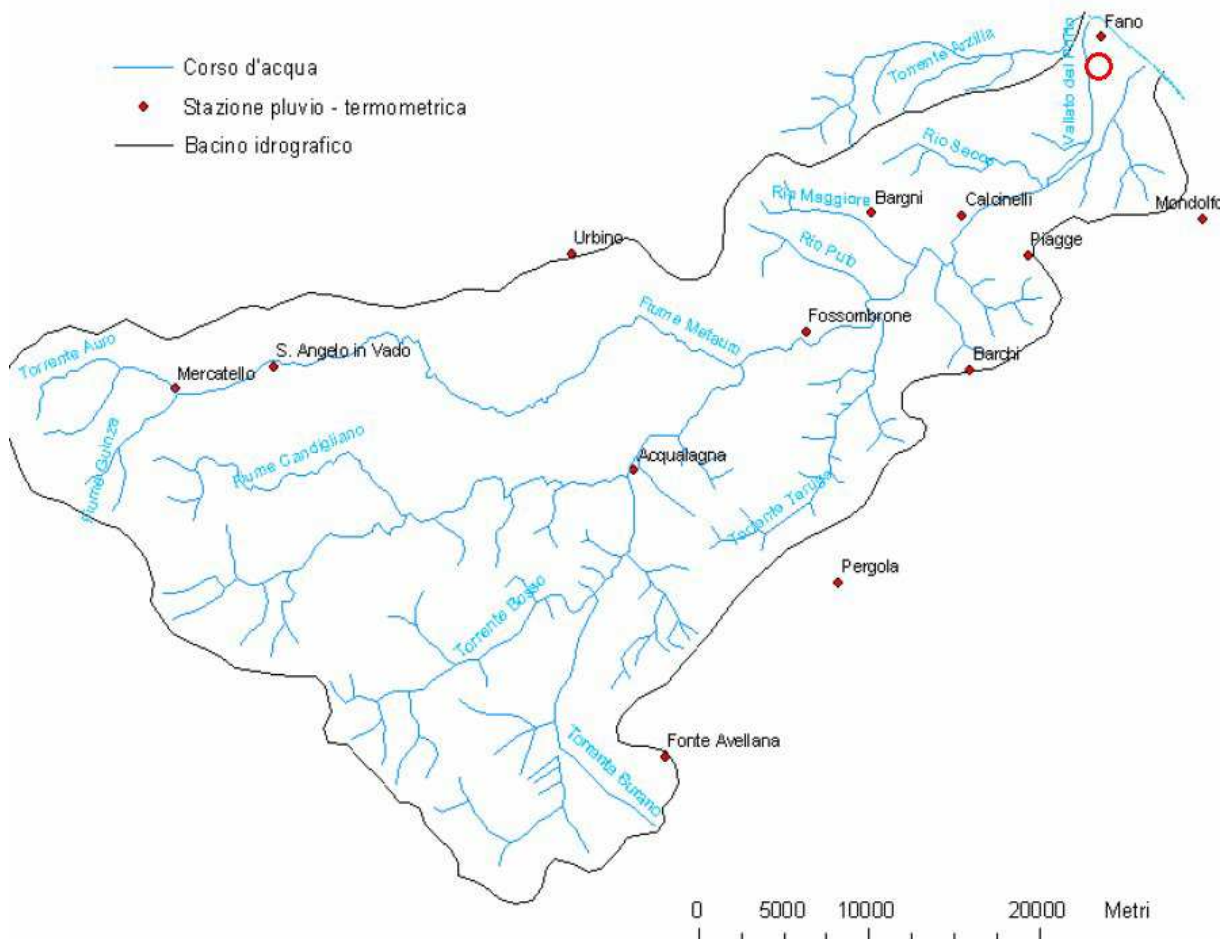 Fano
Corso d'acqua
Torrente Arzilla
Stazione pluvio - termometrica
Vallato del Porto
Bacino idrografico
Rio Secco
Rio Maggiore
Bargni
Calcinelli
Mondolfo
Urbino
Rio Puto
Piagge
Fiume Metauro
Fossombrone
Torrente Auro
S. Angelo in Vado
Barchi
Mercatello
Fiume Guinza
Fiume Candigliano
Acqualagna
Torrente Tarugo
Pergola
Torrente Bosso
Fonte Avellana
Torrente Burano
0 5000 10000 20000 Metri